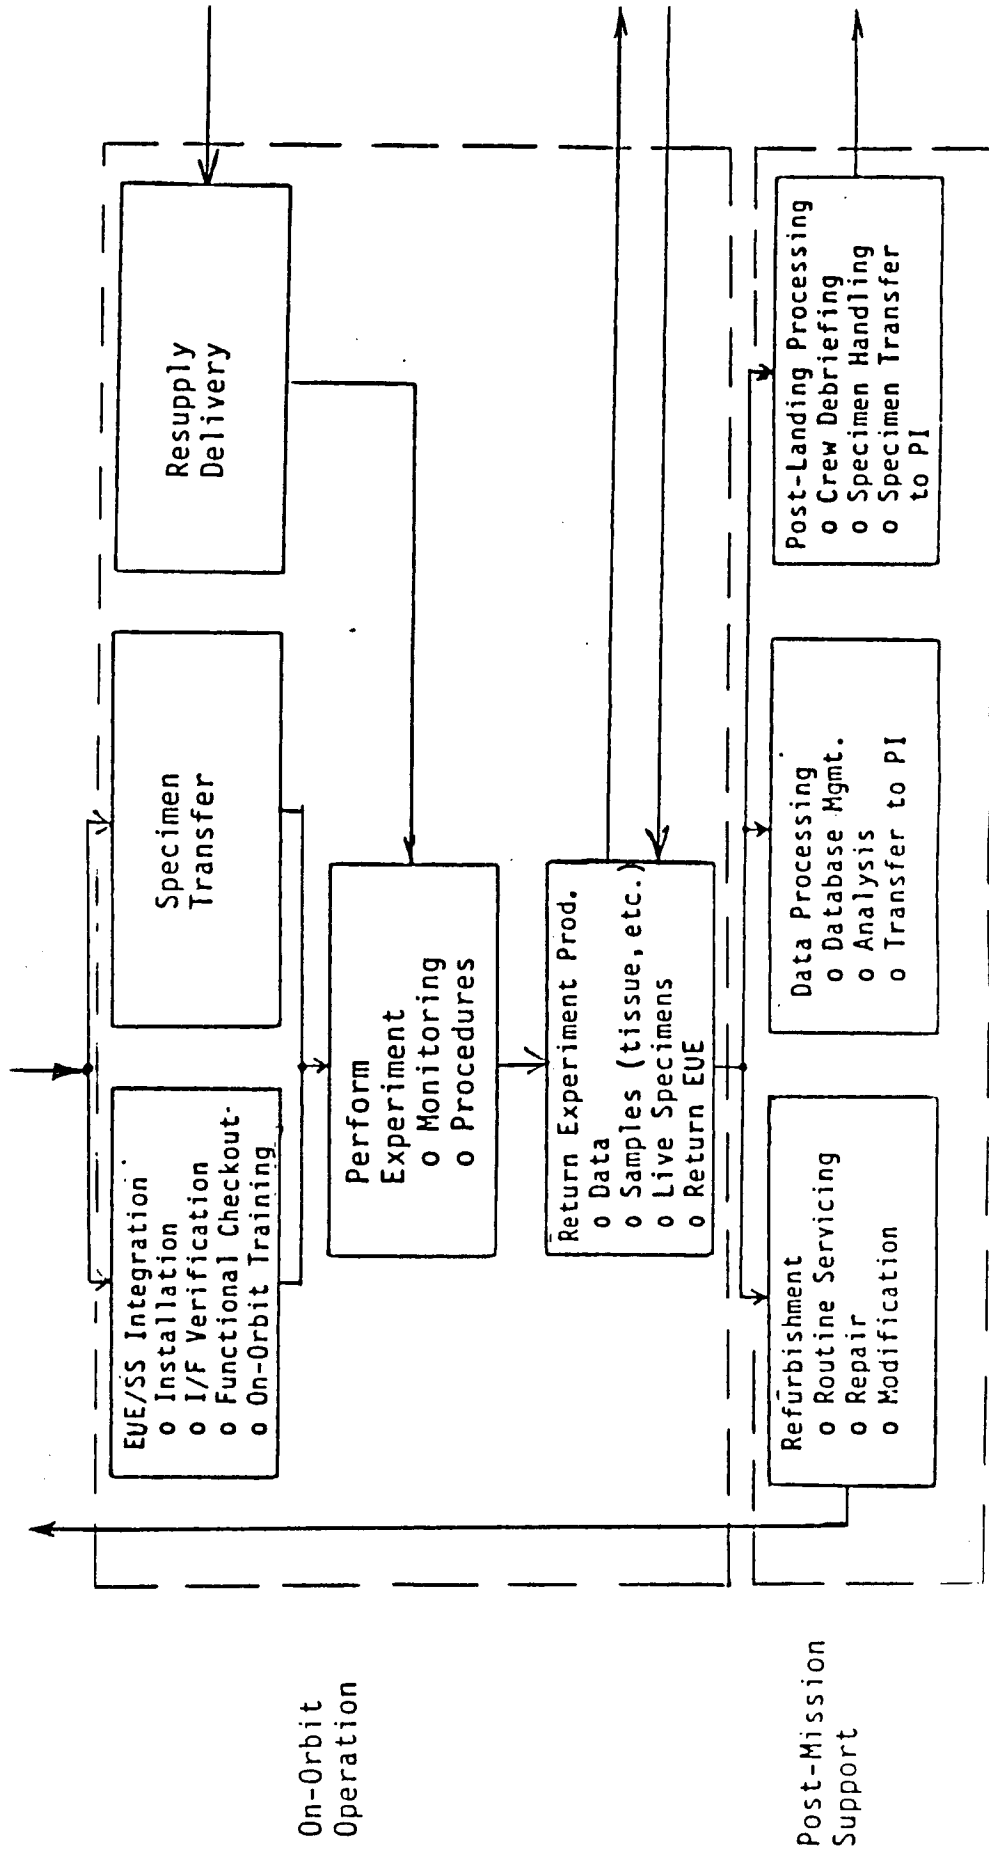 On-Orbit
Operation
EUE/SS Integration
o Installation
o I/F Verification
o Functional Checkout
o On-Orbit Training
Specimen
Transfer
Resupply
Delivery
Perform
Experiment
o Monitoring
o Procedures
Return Experiment Prod.
o Data
o Samples (tissue, etc.)
o Live Specimens
o Return EUE
Post-Mission
Support
Refurbishment
o Routine Servicing
o Repair
o Modification
Data Processing
o Database Mgmt.
o Analysis
o Transfer to PI
Post-Landing Processing
o Crew Debriefing
o Specimen Handling
o Specimen Transfer
to PI